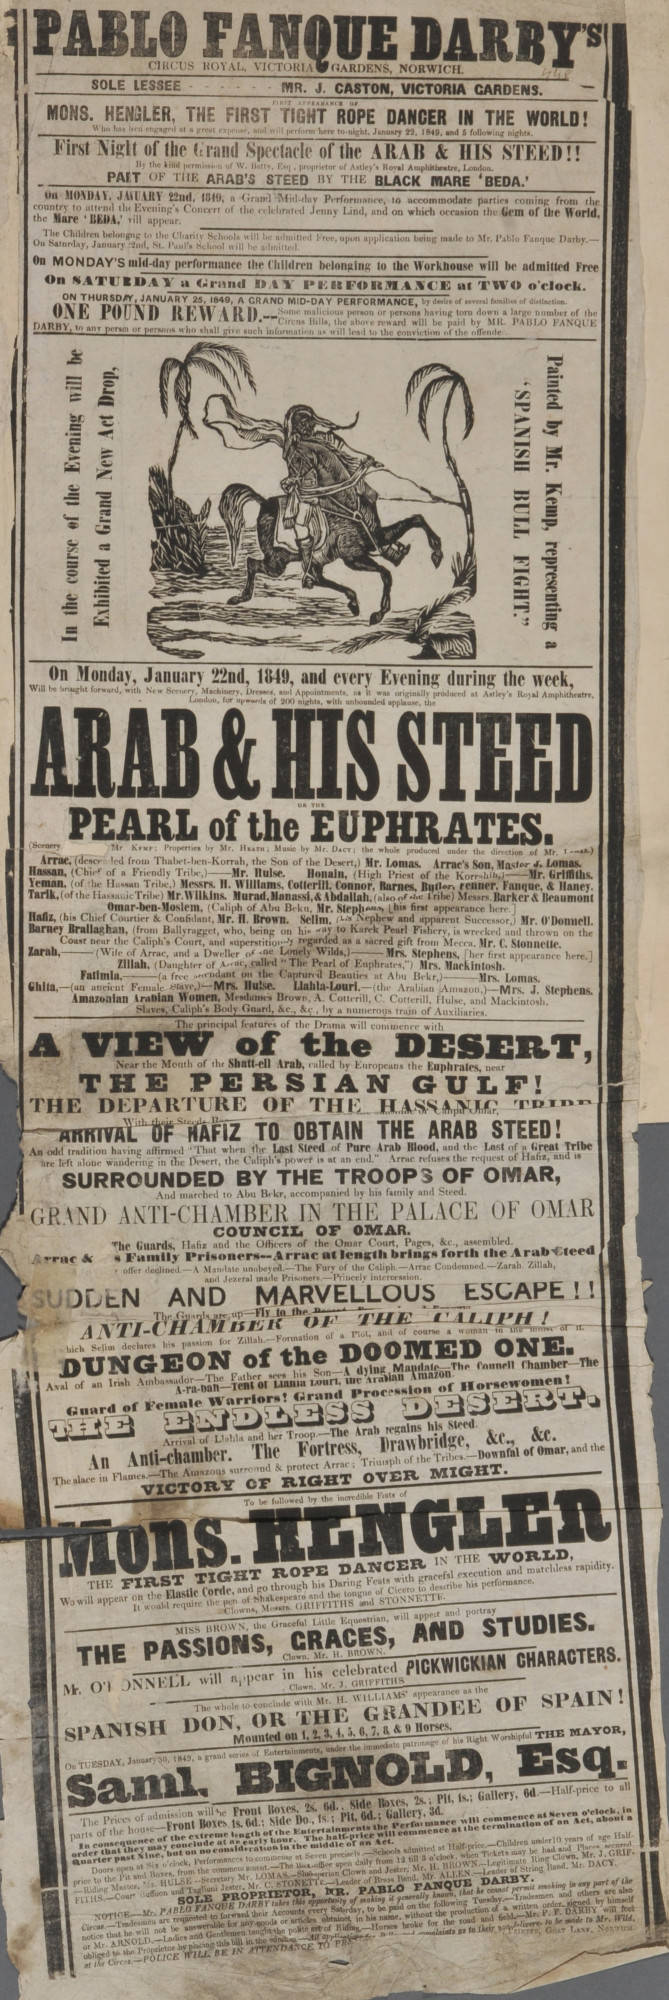 PABLO FANQUE DARBY'S
CIRCUS ROYAL, VICTORIA GARDENS, NORWICH.
SOLE LESSEE - - - - - - - MR. J. CASTON, VICTORIA GARDENS.
FIRST APPEARANCE OF
MONS. HENGLER, THE FIRST TIGHT ROPE DANCER IN THE WORLD!
Who has been engaged at a great expense, and will perform here to-night, January 22, 1849, and 5 following nights.
First Night of the Grand Spectacle of the ARAB & HIS STEED!!
By the kind permission of W. Batty, Esq., proprietor of Astley's Royal Amphitheatre, London.
PART OF THE ARAB'S STEED BY THE BLACK MARE 'BEDA.'
On MONDAY, JANUARY 22nd, 1849, a Grand Mid-day Performance, to accommodate parties coming from the
country to attend the Evening's Concert of the celebrated Jenny Lind, and on which occasion the Gem of the World,
the Mare 'BEDA,' will appear.
The Children belonging to the Charity Schools will be admitted Free, upon application being made to Mr. Pablo Fanque Darby.—
On Saturday, January 22nd, St. Paul's School will be admitted.
On MONDAY'S mid-day performance the Children belonging to the Workhouse will be admitted Free
On SATURDAY a Grand DAY PERFORMANCE at TWO o'clock.
ON THURSDAY, JANUARY 25, 1849, A GRAND MID-DAY PERFORMANCE, by desire of several families of distinction.
ONE POUND REWARD.--Some malicious person or persons having torn down a large number of the
Circus Bills, the above reward will be paid by MR. PABLO FANQUE
DARBY, to any person or persons who shall give such information as will lead to the conviction of the offende
In the course of the Evening will be
Exhibited a Grand New Act Drop,
Painted by Mr. Kemp, representing a
"SPANISH BULL FIGHT."
On Monday, January 22nd, 1849, and every Evening during the week,
Will be brought forward, with New Scenery, Machinery, Dresses, and Appointments, as it was originally produced at Astley's Royal Amphitheatre,
London, for upwards of 200 nights, with unbounded applause, the
ARAB & HIS STEED
OR THE
PEARL of the EUPHRATES.
(Scenery Mr Kemp; Properties by Mr. Heath; Music by Mr. Dacy; the whole produced under the direction of Mr. Lomas.)
Arrac, (descended from Thabet-ben-Korrah, the Son of the Desert,) Mr. Lomas. Arrac's Son, Master J. Lomas.
Hassan, (Chief of a Friendly Tribe,)——Mr. Hulse. Honain, (High Priest of the Korrshin,)—Mr. Griffiths.
Yeman, (of the Hassan Tribe,) Messrs. H. Williams, Cotterill, Connor, Barnes, Butler, Fenner, Fanque, & Haney.
Tarik, (of the Hassanic Tribe) Mr. Wilkins. Murad, Manassi, & Abdallah, (also of the Tribe) Messrs. Barker & Beaumont
Omar-ben-Moslem, (Caliph of Abu Beku, Mr. Stephens, [his first appearance here.]
Hafiz, (his Chief Courtier & Confidant, Mr. H. Brown. Selim, (his Nephew and apparent Successor,) Mr. O'Donnell.
Barney Brallaghan, (from Ballyragget, who, being on his way to Karek Pearl Fishery, is wrecked and thrown on the
Coast near the Caliph's Court, and superstitiously regarded as a sacred gift from Mecca. Mr. C. Stonnette.
Zarah,——(Wife of Arrac, and a Dweller of the Lonely Wilds,)——Mrs. Stephens, [her first appearance here.]
Zillah, (Daughter of Arrac, called "The Pearl of Euphrates,") Mrs. Mackintosh.
Fatimla,——(a free attendant on the Captured Beauties at Abu Bekr,)——Mrs. Lomas.
Ghita,—(an ancient Female Slave,)—Mrs. Hulse. Llahla-Louri,—(the Arabian Amazon,)—Mrs. J. Stephens.
Amazonian Arabian Women, Mesdames Brown, A. Cotterill, C. Cotterill, Hulse, and Mackintosh.
Slaves, Caliph's Body Guard, &c., &c., by a numerous train of Auxiliaries.
The principal features of the Drama will commence with
A VIEW of the DESERT,
Near the Mouth of the Shatt-ell Arab, called by Europeans the Euphrates, near
THE PERSIAN GULF!
THE DEPARTURE OF THE HASSANIC TRIBE
With their Steeds Caliph Omar,
ARRIVAL OF HAFIZ TO OBTAIN THE ARAB STEED!
An odd tradition having affirmed "That when the Last Steed of Pure Arab Blood, and the Last of a Great Tribe
are left alone wandering in the Desert, the Caliph's power is at an end." Arrac refuses the request of Hafiz, and is
SURROUNDED BY THE TROOPS OF OMAR,
And marched to Abu Bekr, accompanied by his family and Steed.
GRAND ANTI-CHAMBER IN THE PALACE OF OMAR
COUNCIL OF OMAR.
The Guards, Hafiz and the Officers of the Omar Court, Pages, &c., assembled.
Arrac & s Family Prisoners--Arrac at length brings forth the Arab Steed
offer declined—A Mandate unobeyed—The Fury of the Caliph—Arrac Condemned—Zarah, Zillah,
and Jezeral made Prisoners—Princely intercession.
SUDDEN AND MARVELLOUS ESCAPE!!
The Guards are up—Fly to the
ANTI-CHAMBER OF THE CALIPH!
hich Selim declares his passion for Zillah.—Formation of a Plot, and of course a woman in the midst of it.
DUNGEON of the DOOMED ONE.
Aval of an Irish Ambassador—The Father sees his Son—A dying Mandate—The Council Chamber—The
A-ra-bah—Tent of Llahla Louri, the Arabian Amazon.
Guard of Female Warriors! Grand Procession of Horsewomen!
THE ENDLESS DESERT.
Arrival of Llahla and her Troop.—The Arab regains his Steed.
An Anti-chamber. The Fortress, Drawbridge, &c., &c.
The alace in Flames.—The Amazons surround & protect Arrac; Triumph of the Tribes.—Downfal of Omar, and the
VICTORY OF RIGHT OVER MIGHT.
To be followed by the incredible Feats of
Mons. HENGLER
THE FIRST TIGHT ROPE DANCER IN THE WORLD,
Wo will appear on the Elastic Corde, and go through his Daring Feats with graceful execution and matchless rapidity.
It would require the pen of Shakespeare and the tongue of Cicero to describe his performance.
Clowns, Messrs. GRIFFITHS and STONNETTE.
MISS BROWN, the Graceful Little Equestrian, will appear and portray
THE PASSIONS, GRACES, AND STUDIES.
Clown, Mr. H. BROWN.
Mr. O'DONNELL will appear in his celebrated PICKWICKIAN CHARACTERS.
Clown, Mr. J. GRIFFITHS
The whole to conclude with Mr. H. WILLIAMS' appearance as the
SPANISH DON, OR THE GRANDEE OF SPAIN!
Mounted on 1, 2, 3, 4, 5, 6, 7, 8, & 9 Horses.
On TUESDAY, January 30, 1849, a grand series of Entertainments, under the immediate patronage of his Right Worshipful THE MAYOR,
Saml. BIGNOLD, Esq.
The Prices of admission will be Front Boxes, 2s. 6d.; Side Boxes, 2s.; Pit, 1s.; Gallery, 6d.—Half-price to all
parts of the house—Front Boxes 1s. 6d.; Side Do., 1s.; Pit, 6d.; Gallery, 3d.
In consequence of the extreme length of the Entertainments the Performance will commence at Seven o'clock, in
order that they may conclude at an early hour. The half-price will commence at the termination of an Act, about a
Quarter past Nine, but on no consideration in the middle of an Act.
Doors open at Six o'clock, Performances to commence at Seven precisely.—Schools admitted at Half-price.—Children under 10 years of age Half-
prior to the Pit and Boxes, from the commencement.—The Box-office open daily from 12 till 3 o'clock, when Tickets may be had and Places secured.
—Riding Master, Mr. HULSE—Secretary Mr. LOMAS.—Clown and Jester, Mr. H. BROWN.—Legitimate Ring Clown, Mr. J. GRIF-
FITHS.—Court Buffoon and Taglioni Jester, Mr. C. STONETTE.—Leader of Brass Band, Mr. ALLEN.—Leader of String Band, Mr. DACY.
SOLE PROPRIETOR, MR. PABLO FANQUE DARBY.
NOTICE—Mr. PABLO FANQUE DARBY takes this opportunity of making it generally known, that he cannot permit smoking in any part of the
Circus.—Tradesmen are requested to forward their Accounts every Saturday, to be paid on the following Tuesday.—Tradesmen and others are also
notice that he will not be answerable for any goods or articles obtained, in his name, without the production of a written order, signed by himself
or Mr. ARNOLD.—Ladies and Gentlemen taught the polite art of Riding.—Horses broke for the road and field.—Mr. P. F. DARBY will feel
obliged to the Proprietor by placing this bill in the window.
at the Circus.—POLICE WILL BE IN ATTENDANCE TO PRE